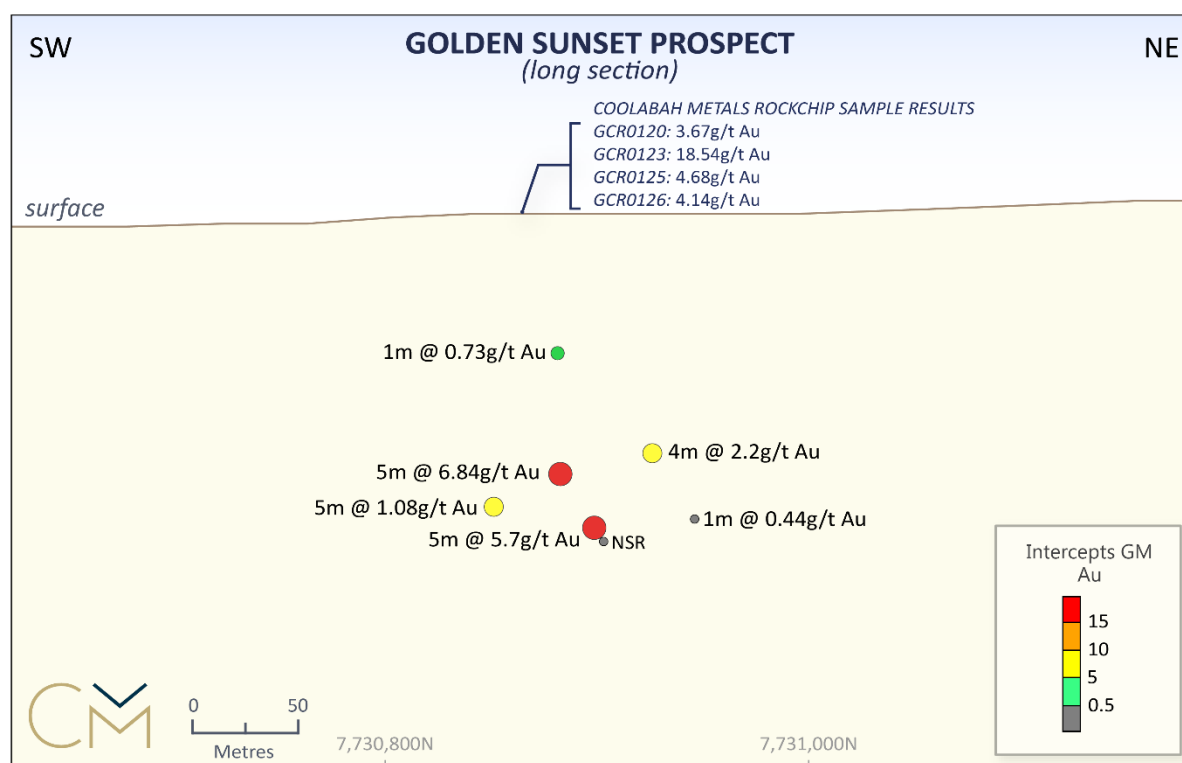 SW
GOLDEN SUNSET PROSPECT
NE
(long section)
COOLABAH METALS ROCKCHIP SAMPLE RESULTS
GCR0120: 3.67g/t Au
GCR0123: 18.54g/t Au
GCR0125: 4.68g/t Au
GCR0126: 4.14g/t Au
surface
1m @ 0.73g/t Au
4m @ 2.2g/t Au
5m @ 6.84g/t Au
5m @ 1.08g/t Au
1m @ 0.44g/t Au
5m @ 5.7g/t Au
NSR
Intercepts GM
Au
15
10
5
0.5
CM
0 50
Metres
7,730,800N
7,731,000N